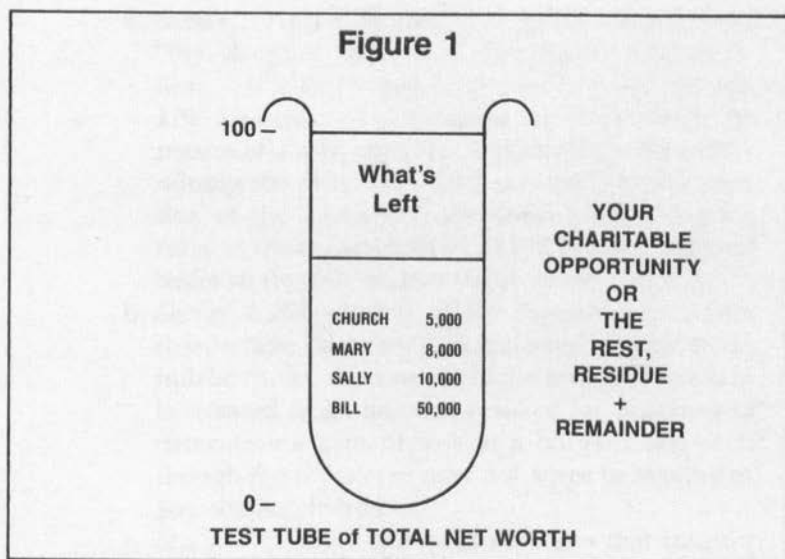 Figure 1
100
What's
Left
CHURCH 5,000
MARY 8,000
SALLY 10,000
BILL 50,000
0
YOUR
CHARITABLE
OPPORTUNITY
OR
THE
REST,
RESIDUE
+
REMAINDER
TEST TUBE of TOTAL NET WORTH